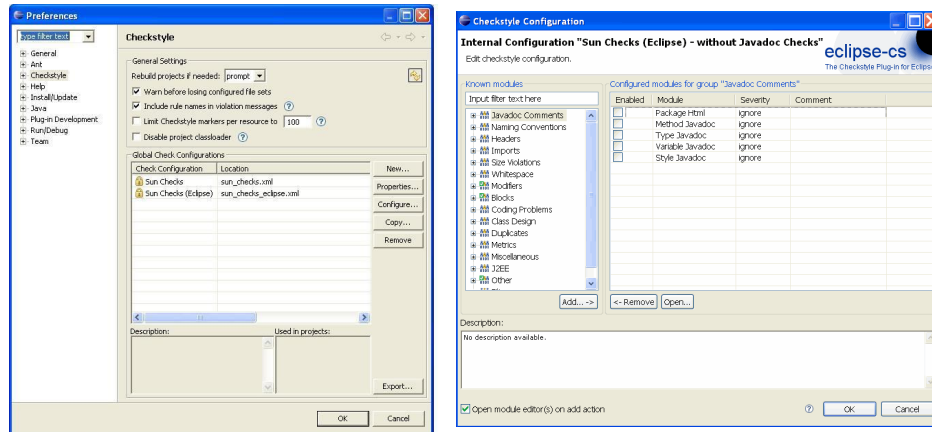 Preferences
type filter text
General
Ant
Checkstyle
Help
Install/Update
Java
Plug-in Development
Run/Debug
Team
Checkstyle
General Settings
Rebuild projects if needed: prompt
Warn before losing configured file sets
Include rule names in violation messages
Limit Checkstyle markers per resource to 100
Disable project classloader
Global Check Configurations
Check Configuration Location
Sun Checks sun_checks.xml
Sun Checks (Eclipse) sun_checks_eclipse.xml
New...
Properties...
Configure...
Copy...
Remove
Description: Used in projects:
Export...
OK Cancel
Checkstyle Configuration
Internal Configuration "Sun Checks (Eclipse) - without Javadoc Checks"
Edit checkstyle configuration.
eclipse-cs
The Checkstyle Plug-in for Eclipse
Known modules
Input filter text here
Javadoc Comments
Naming Conventions
Headers
Imports
Size Violations
Whitespace
Modifiers
Blocks
Coding Problems
Class Design
Duplicates
Metrics
Miscellaneous
J2EE
Other
Add... ->
Configured modules for group "Javadoc Comments"
Enabled Module Severity Comment
Package Html ignore
Method Javadoc ignore
Type Javadoc ignore
Variable Javadoc ignore
Style Javadoc ignore
<- Remove Open...
Description:
No description available.
Open module editor(s) on add action
OK Cancel